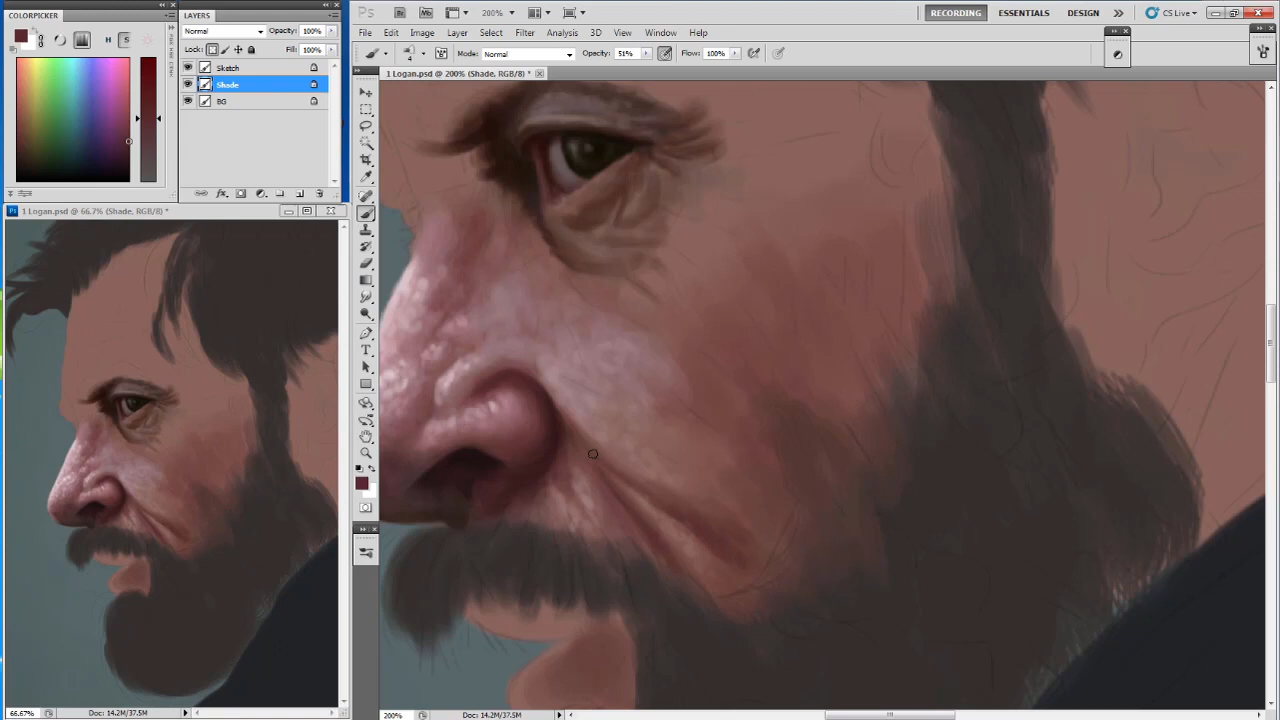 COLORPICKER
LAYERS
Normal
Opacity: 100%
Lock:
Fill: 100%
Sketch
Shade
BG
H
S
1 Logan.psd @ 66.7% (Shade, RGB/8) *
66.67%
Doc: 14.2M/37.5M
Ps
Br
Mb
200%
RECORDING
ESSENTIALS
DESIGN
CS Live
File
Edit
Image
Layer
Select
Filter
Analysis
3D
View
Window
Help
4
Mode: Normal
Opacity: 51%
Flow: 100%
1 Logan.psd @ 200% (Shade, RGB/8) *
200%
Doc: 14.2M/37.5M